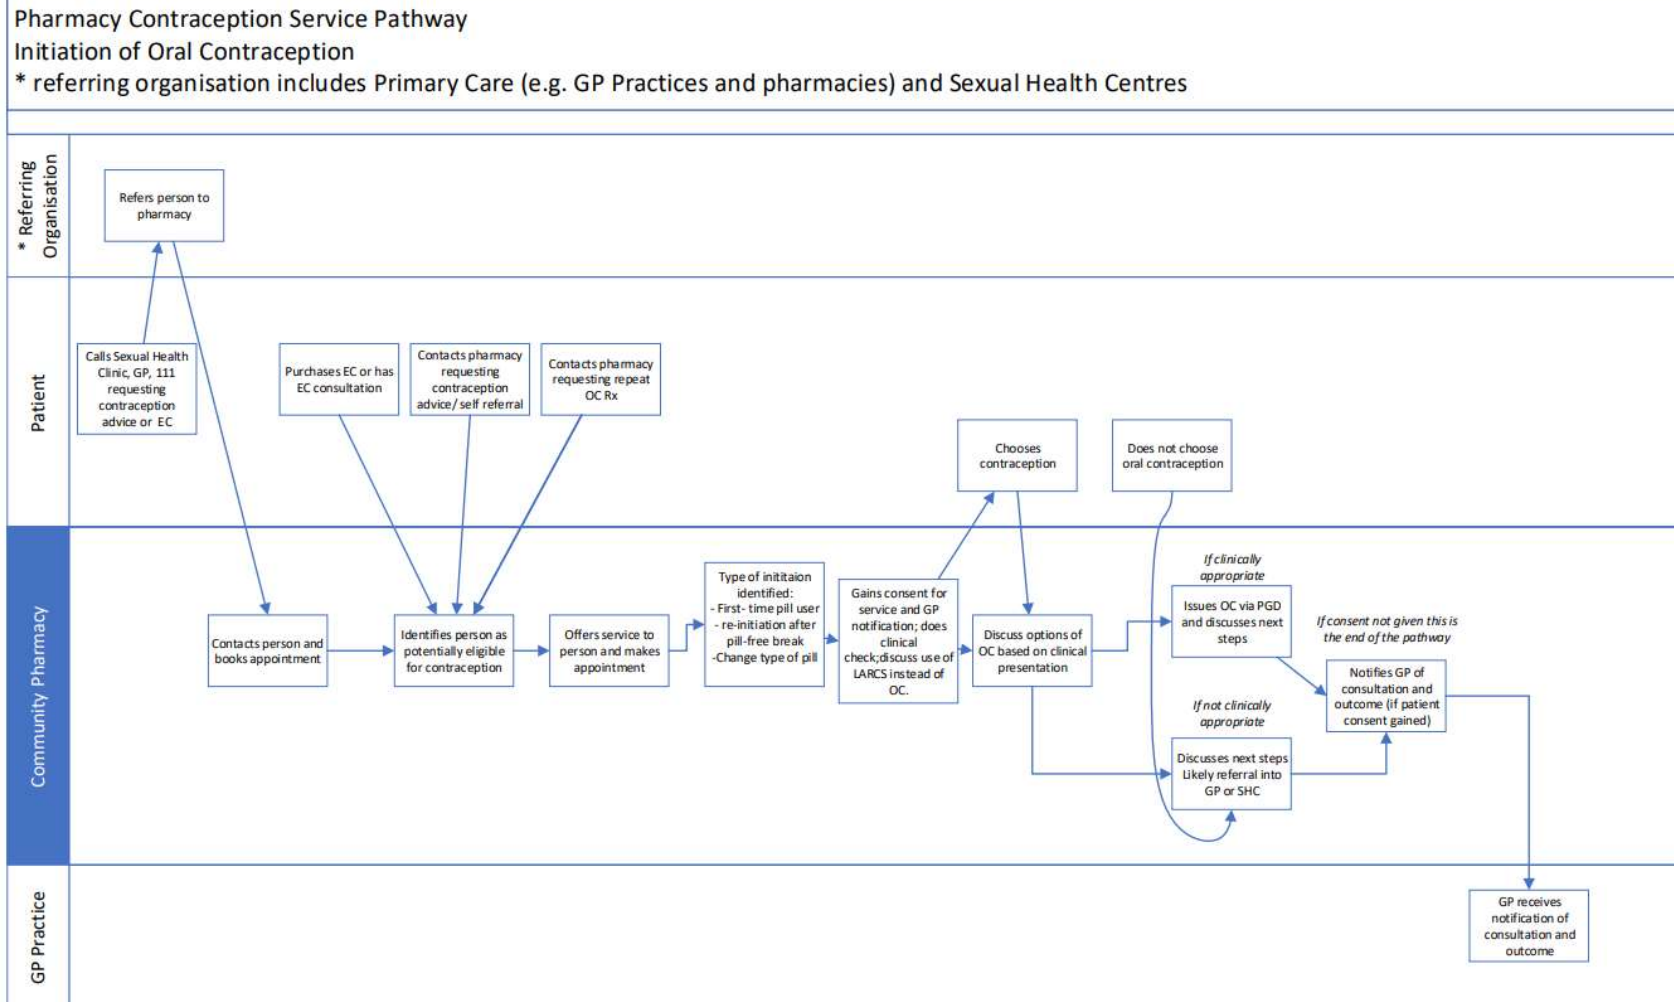 Pharmacy Contraception Service Pathway
Initiation of Oral Contraception
* referring organisation includes Primary Care (e.g. GP Practices and pharmacies) and Sexual Health Centres
* Referring
Organisation
Refers person to
pharmacy
Patient
Calls Sexual Health
Clinic, GP, 111
requesting
contraception
advice or EC
Purchases EC or has
EC consultation
Contacts pharmacy
requesting
contraception
advice/ self referral
Contacts pharmacy
requesting repeat
OC Rx
Chooses
contraception
Does not choose
oral contraception
Community Pharmacy
Contacts person and
books appointment
Identifies person as
potentially eligible
for contraception
Offers service to
person and makes
appointment
Type of inititaion
identified:
- First- time pill user
- re-initiation after
pill-free break
-Change type of pill
Gains consent for
service and GP
notification; does
clinical
check;discuss use of
LARCS instead of
OC.
Discuss options of
OC based on clinical
presentation
If clinically
appropriate
Issues OC via PGD
and discusses next
steps
If not clinically
appropriate
Discusses next steps
Likely referral into
GP or SHC
If consent not given this is
the end of the pathway
Notifies GP of
consultation and
outcome (if patient
consent gained)
GP Practice
GP receives
notification of
consultation and
outcome